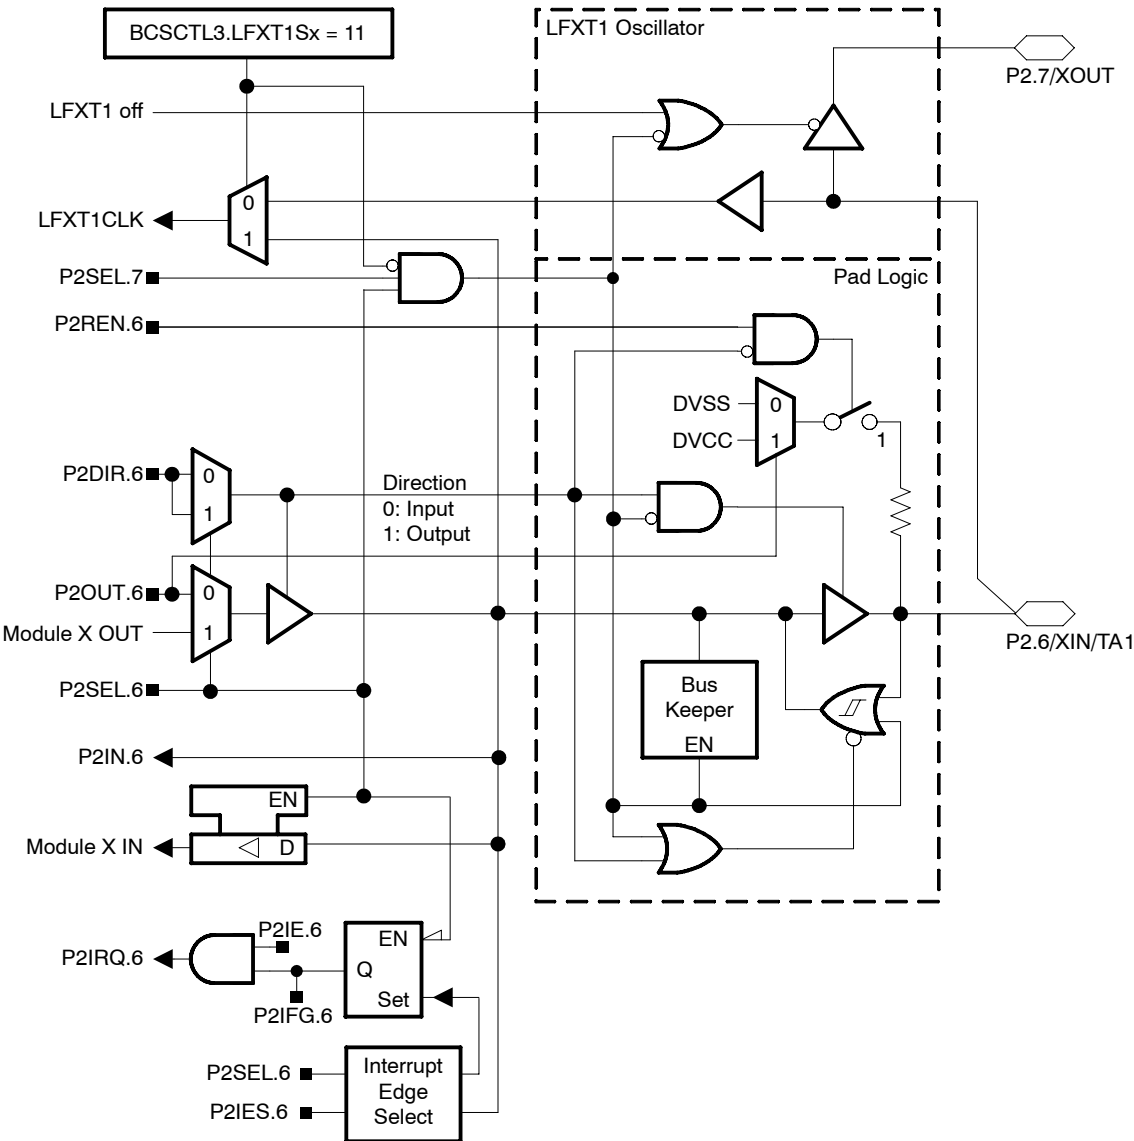 BCSCTL3.LFXT1Sx = 11
LFXT1 Oscillator
P2.7/XOUT
LFXT1 off
0
LFXT1CLK
1
P2SEL.7
Pad Logic
P2REN.6
DVSS
0
DVCC
1
1
P2DIR.6
0
1
Direction
0: Input
1: Output
P2OUT.6
0
Module X OUT
1
P2.6/XIN/TA1
P2SEL.6
Bus
Keeper
EN
P2IN.6
EN
Module X IN
D
P2IE.6
P2IRQ.6
EN
Q
Set
P2IFG.6
P2SEL.6
P2IES.6
Interrupt
Edge
Select